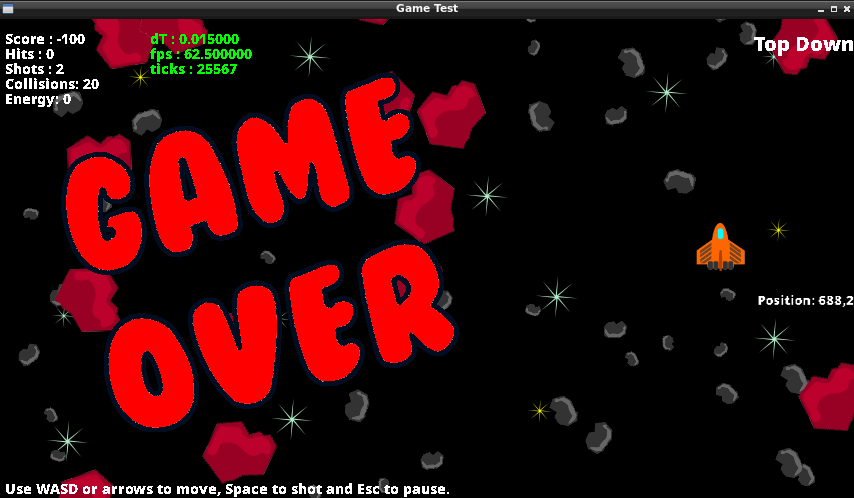 Game Test
Score : -100
Hits : 0
Shots : 2
Collisions: 20
Energy: 0
dT : 0.015000
fps : 62.500000
ticks : 25567
Top Down
GAME
OVER
Position: 688,2
Use WASD or arrows to move, Space to shot and Esc to pause.